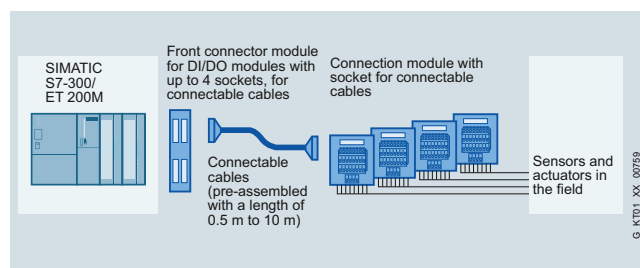 SIMATIC
S7-300/
ET 200M
Front connector module
for DI/DO modules with
up to 4 sockets, for
connectable cables
Connectable
cables
(pre-assembled
with a length of
0.5 m to 10 m)
Connection module with
socket for connectable
cables
Sensors and
actuators in
the field
G_KT01_XX_00759